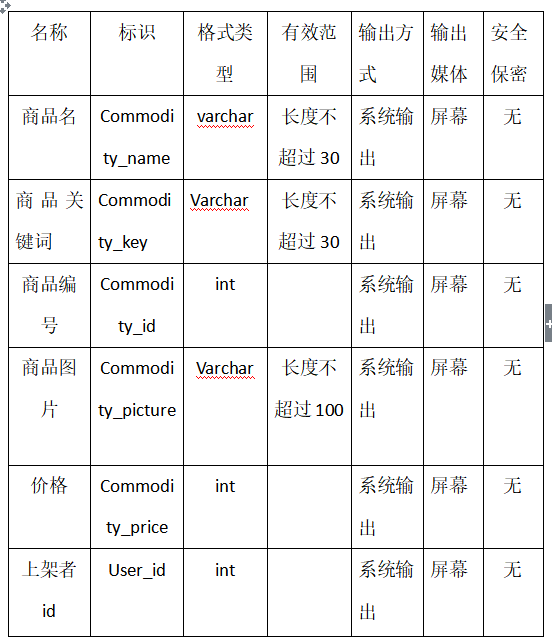 名称 标识 格式类型 有效范围 输出方式 输出媒体 安全保密
商品名 Commodity_name varchar 长度不超过 30 系统输出 屏幕 无
商品关键词 Commodity_key Varchar 长度不超过 30 系统输出 屏幕 无
商品编号 Commodity_id int 系统输出 屏幕 无
商品图片 Commodity_picture Varchar 长度不超过 100 系统输出 屏幕 无
价格 Commodity_price int 系统输出 屏幕 无
上架者 id User_id int 系统输出 屏幕 无